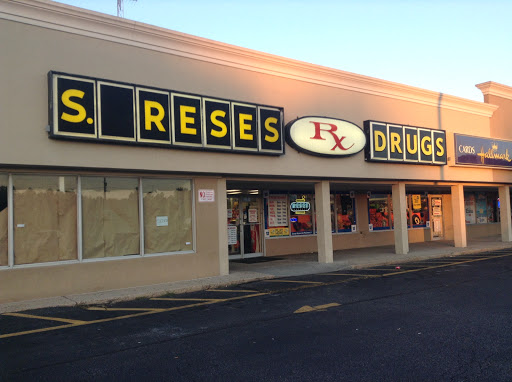 S. RESES Rx DRUGS
CARDS Hallmark